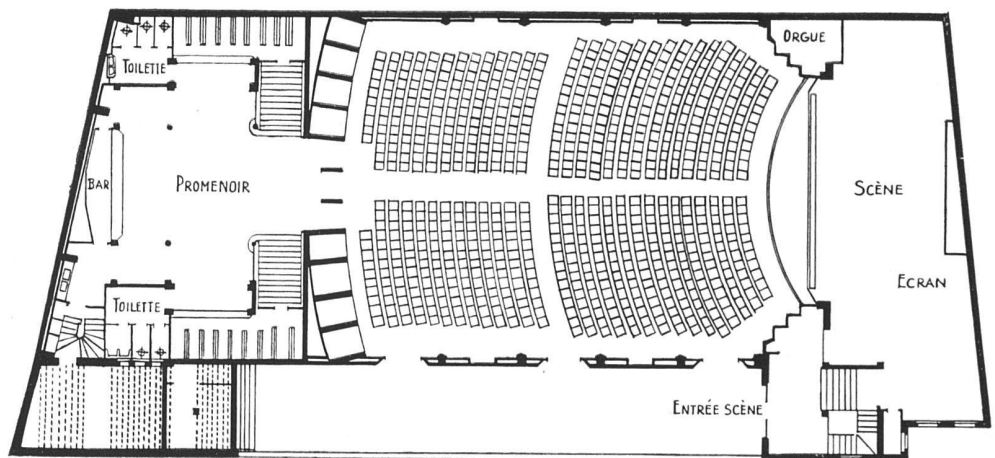 ORGUE
TOILETTE
BAR
PROMENOIR
SCÈNE
ECRAN
TOILETTE
ENTRÉE SCÈNE